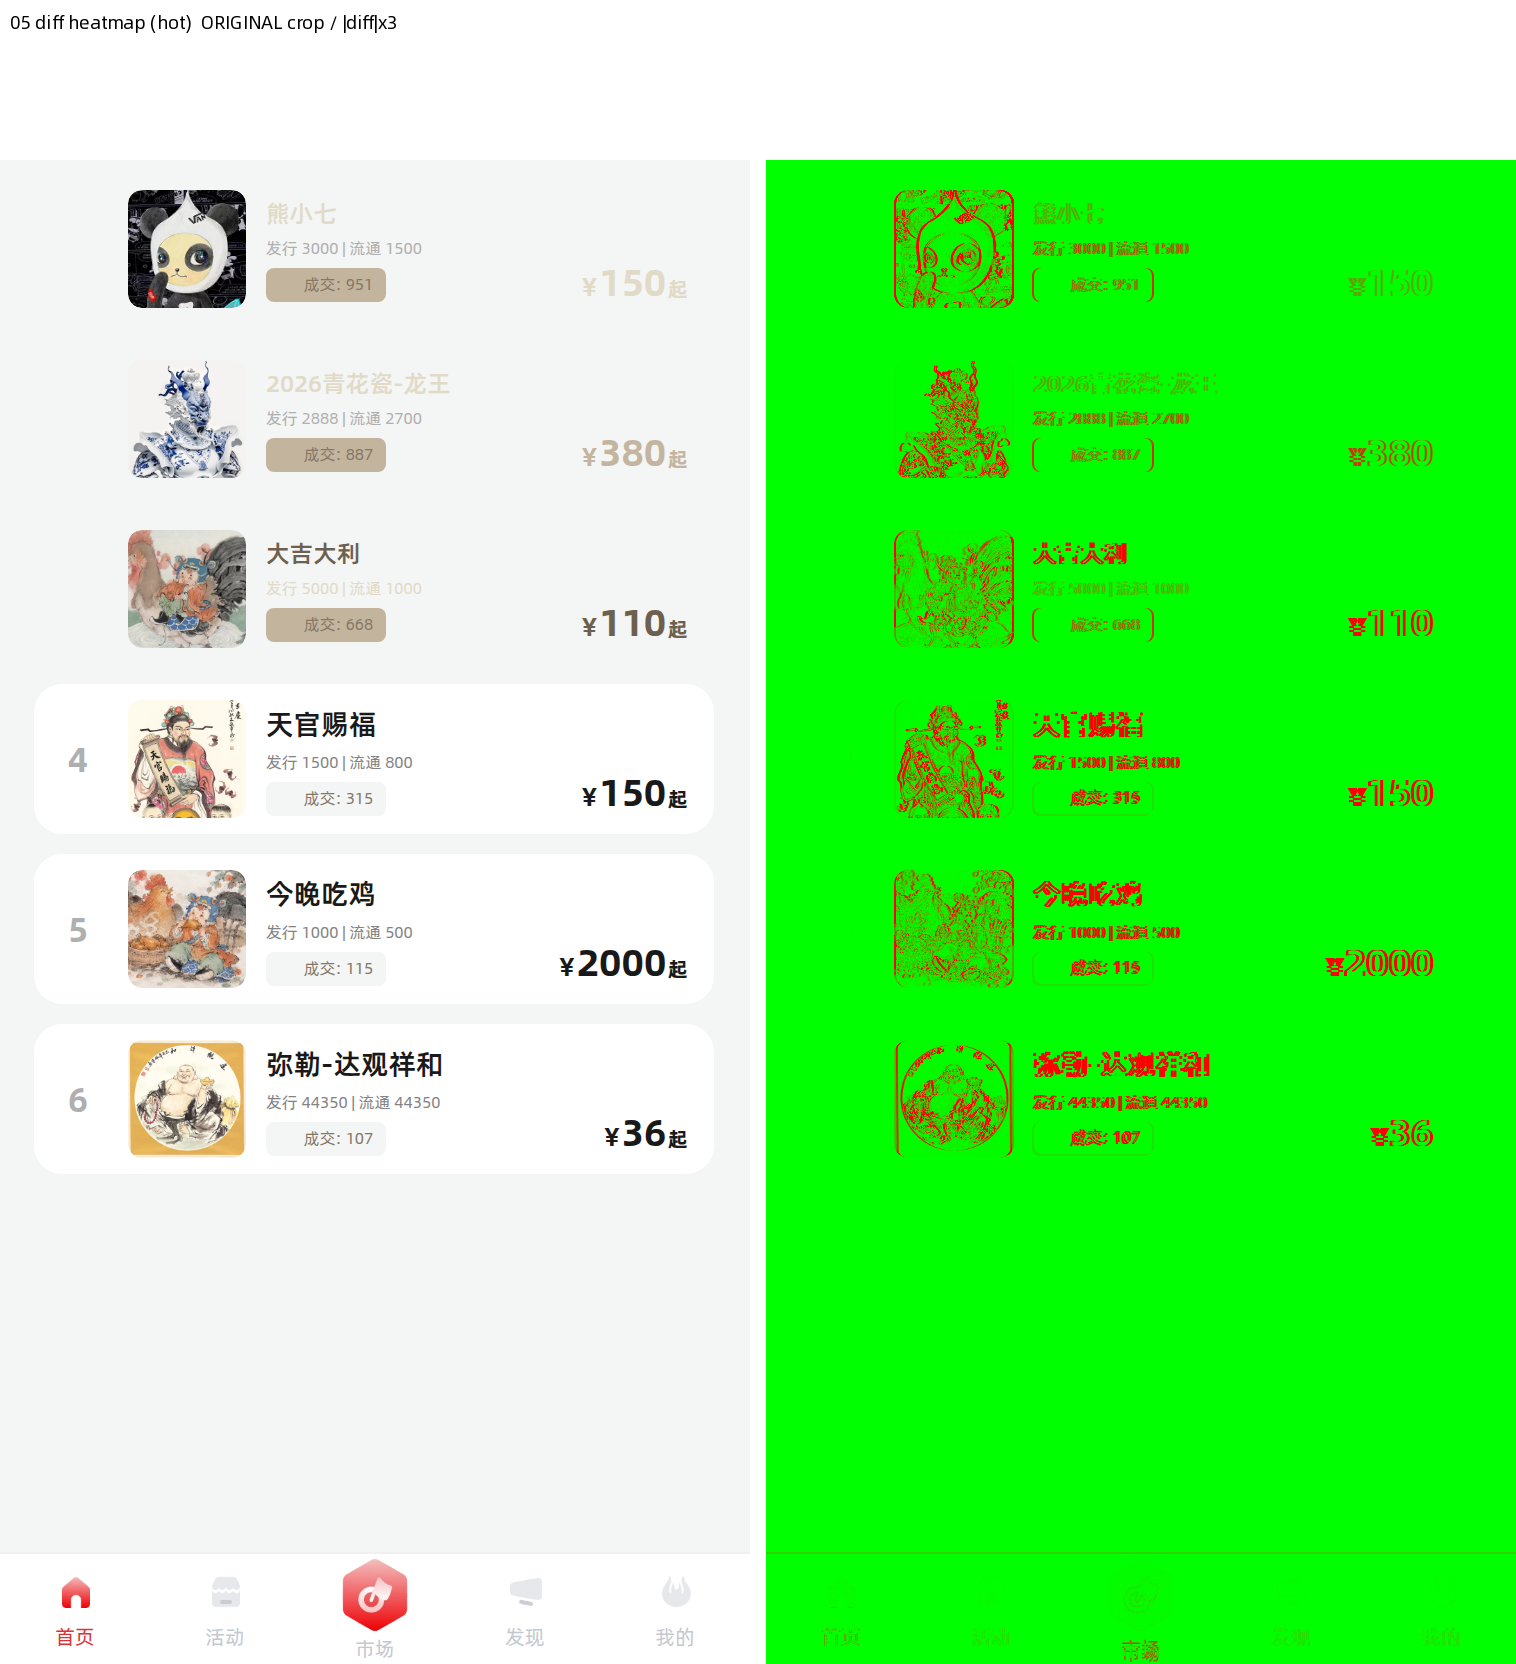 05 diff heatmap (hot)  ORIGINAL crop / |diff|x3
熊小七
发行 3000 | 流通 1500
成交: 951
¥150起
2026青花瓷-龙王
发行 2888 | 流通 2700
成交: 887
¥380起
大吉大利
发行 5000 | 流通 1000
成交: 668
¥110起
4
天官赐福
发行 1500 | 流通 800
成交: 315
¥150起
5
今晚吃鸡
发行 1000 | 流通 500
成交: 115
¥2000起
6
弥勒-达观祥和
发行 44350 | 流通 44350
成交: 107
¥36起
首页
活动
市场
发现
我的